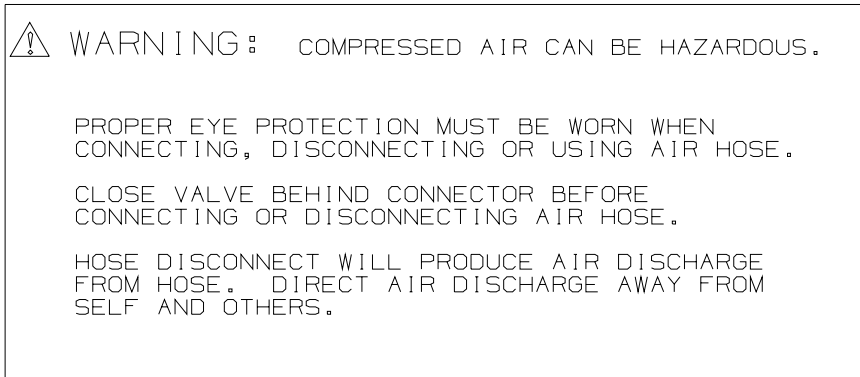 WARNING: COMPRESSED AIR CAN BE HAZARDOUS.
PROPER EYE PROTECTION MUST BE WORN WHEN
CONNECTING, DISCONNECTING OR USING AIR HOSE.
CLOSE VALVE BEHIND CONNECTOR BEFORE
CONNECTING OR DISCONNECTING AIR HOSE.
HOSE DISCONNECT WILL PRODUCE AIR DISCHARGE
FROM HOSE. DIRECT AIR DISCHARGE AWAY FROM
SELF AND OTHERS.